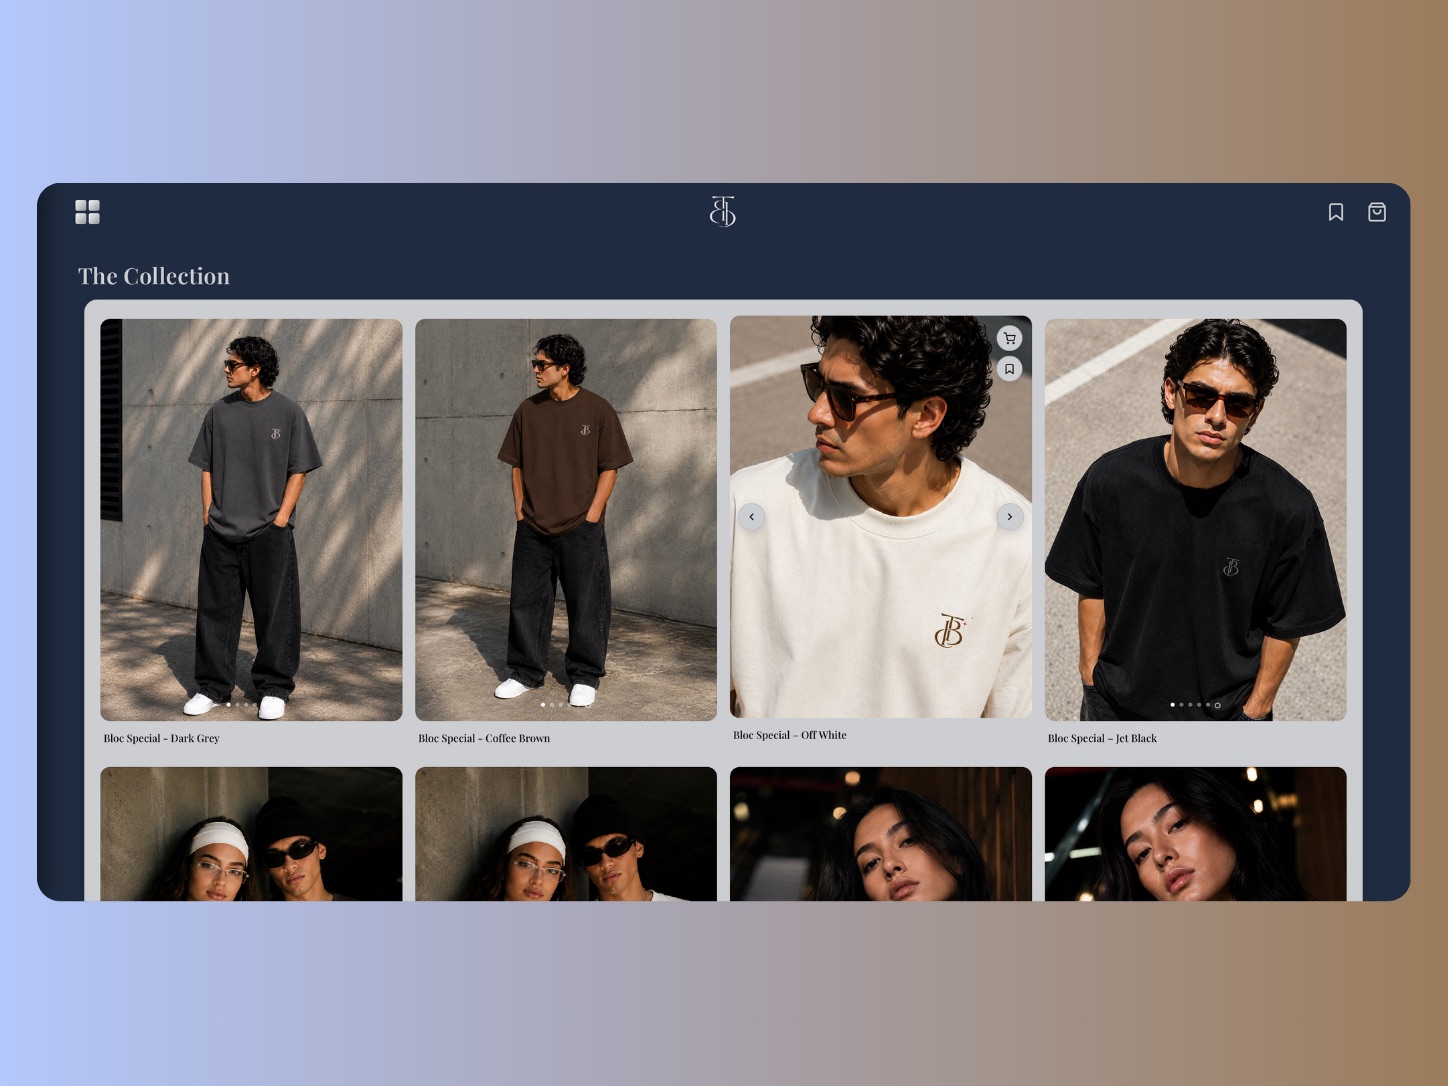 The Collection
Bloc Special - Dark Grey
Bloc Special - Coffee Brown
Bloc Special – Off White
Bloc Special – Jet Black